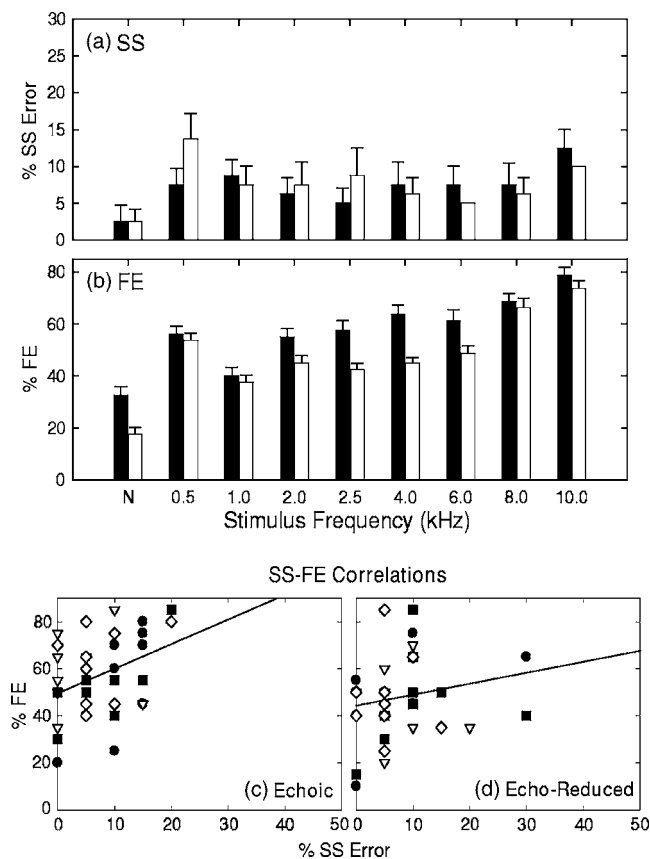 (a) SS
% SS Error
30
25
20
15
10
5
0
(b) FE
% FE
80
60
40
20
0
N 0.5 1.0 2.0 2.5 4.0 6.0 8.0 10.0
Stimulus Frequency (kHz)
SS-FE Correlations
% FE
80
60
40
20
0
(c) Echoic
(d) Echo-Reduced
0 10 20 30 40 50 0 10 20 30 40 50
% SS Error